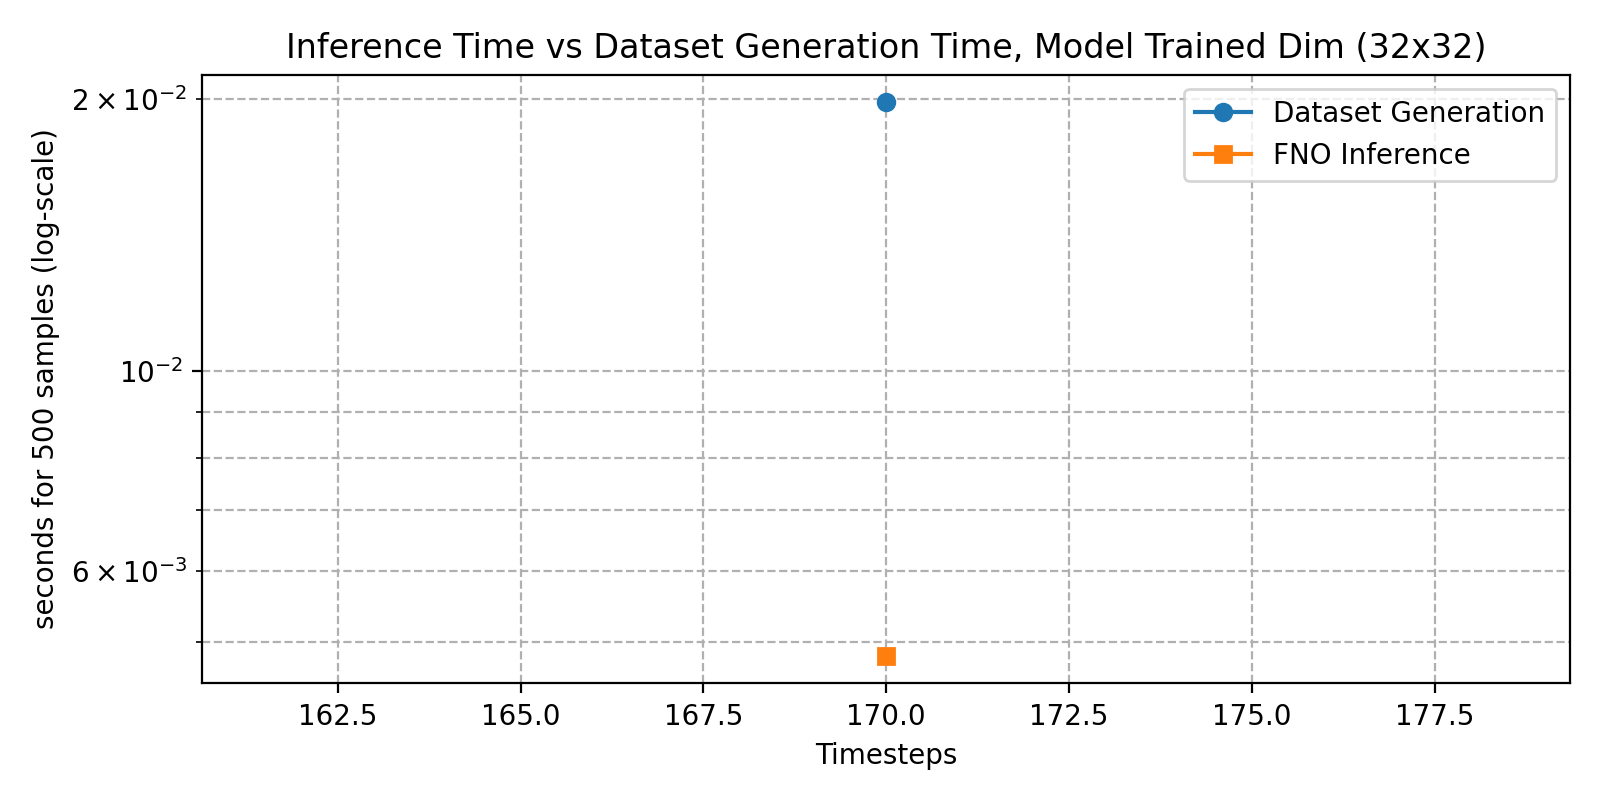 Inference Time vs Dataset Generation Time, Model Trained Dim (32x32)
seconds for 500 samples (log-scale)
2 × 10⁻²
10⁻²
6 × 10⁻³
Dataset Generation
FNO Inference
162.5 165.0 167.5 170.0 172.5 175.0 177.5
Timesteps